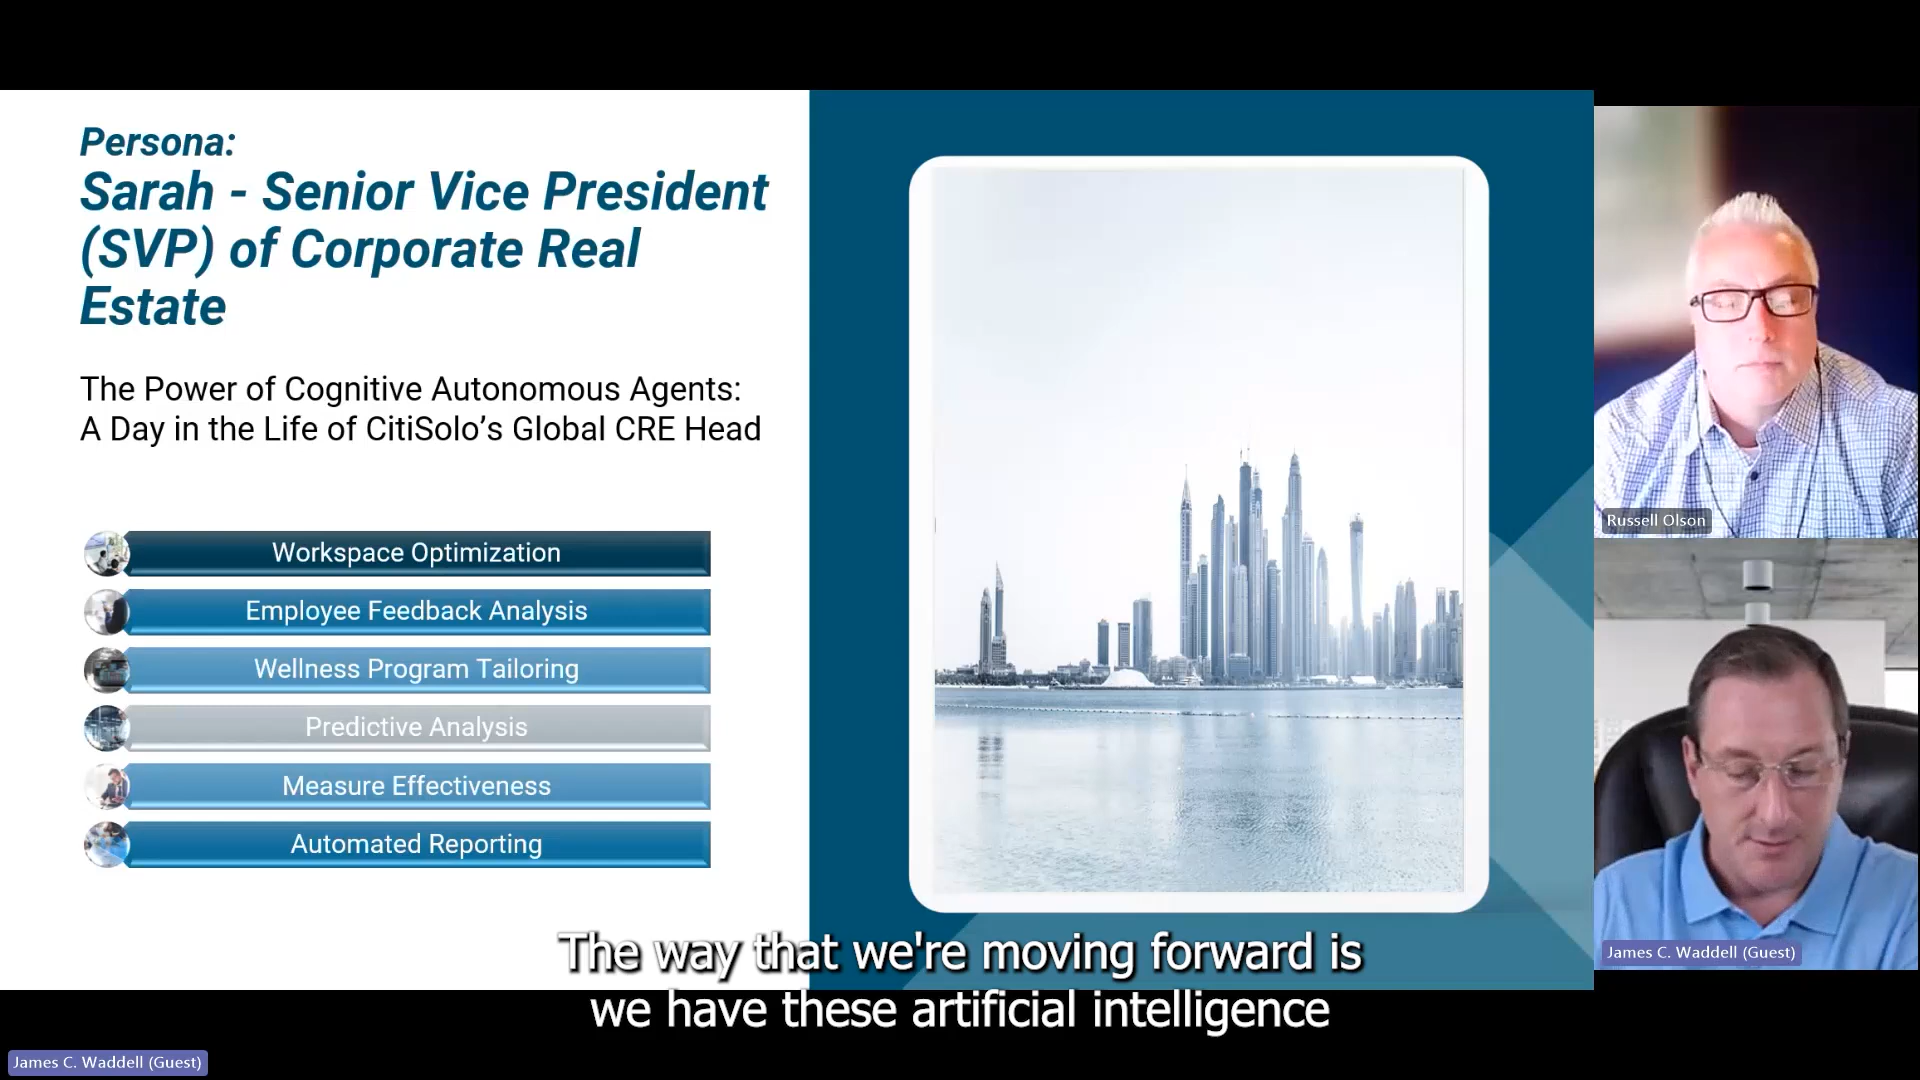 Persona:
Sarah - Senior Vice President
(SVP) of Corporate Real
Estate
The Power of Cognitive Autonomous Agents:
A Day in the Life of CitiSolo’s Global CRE Head
Workspace Optimization
Employee Feedback Analysis
Wellness Program Tailoring
Predictive Analysis
Measure Effectiveness
Automated Reporting
Russell Olson
James C. Waddell (Guest)
The way that we're moving forward is
we have these artificial intelligence
James C. Waddell (Guest)